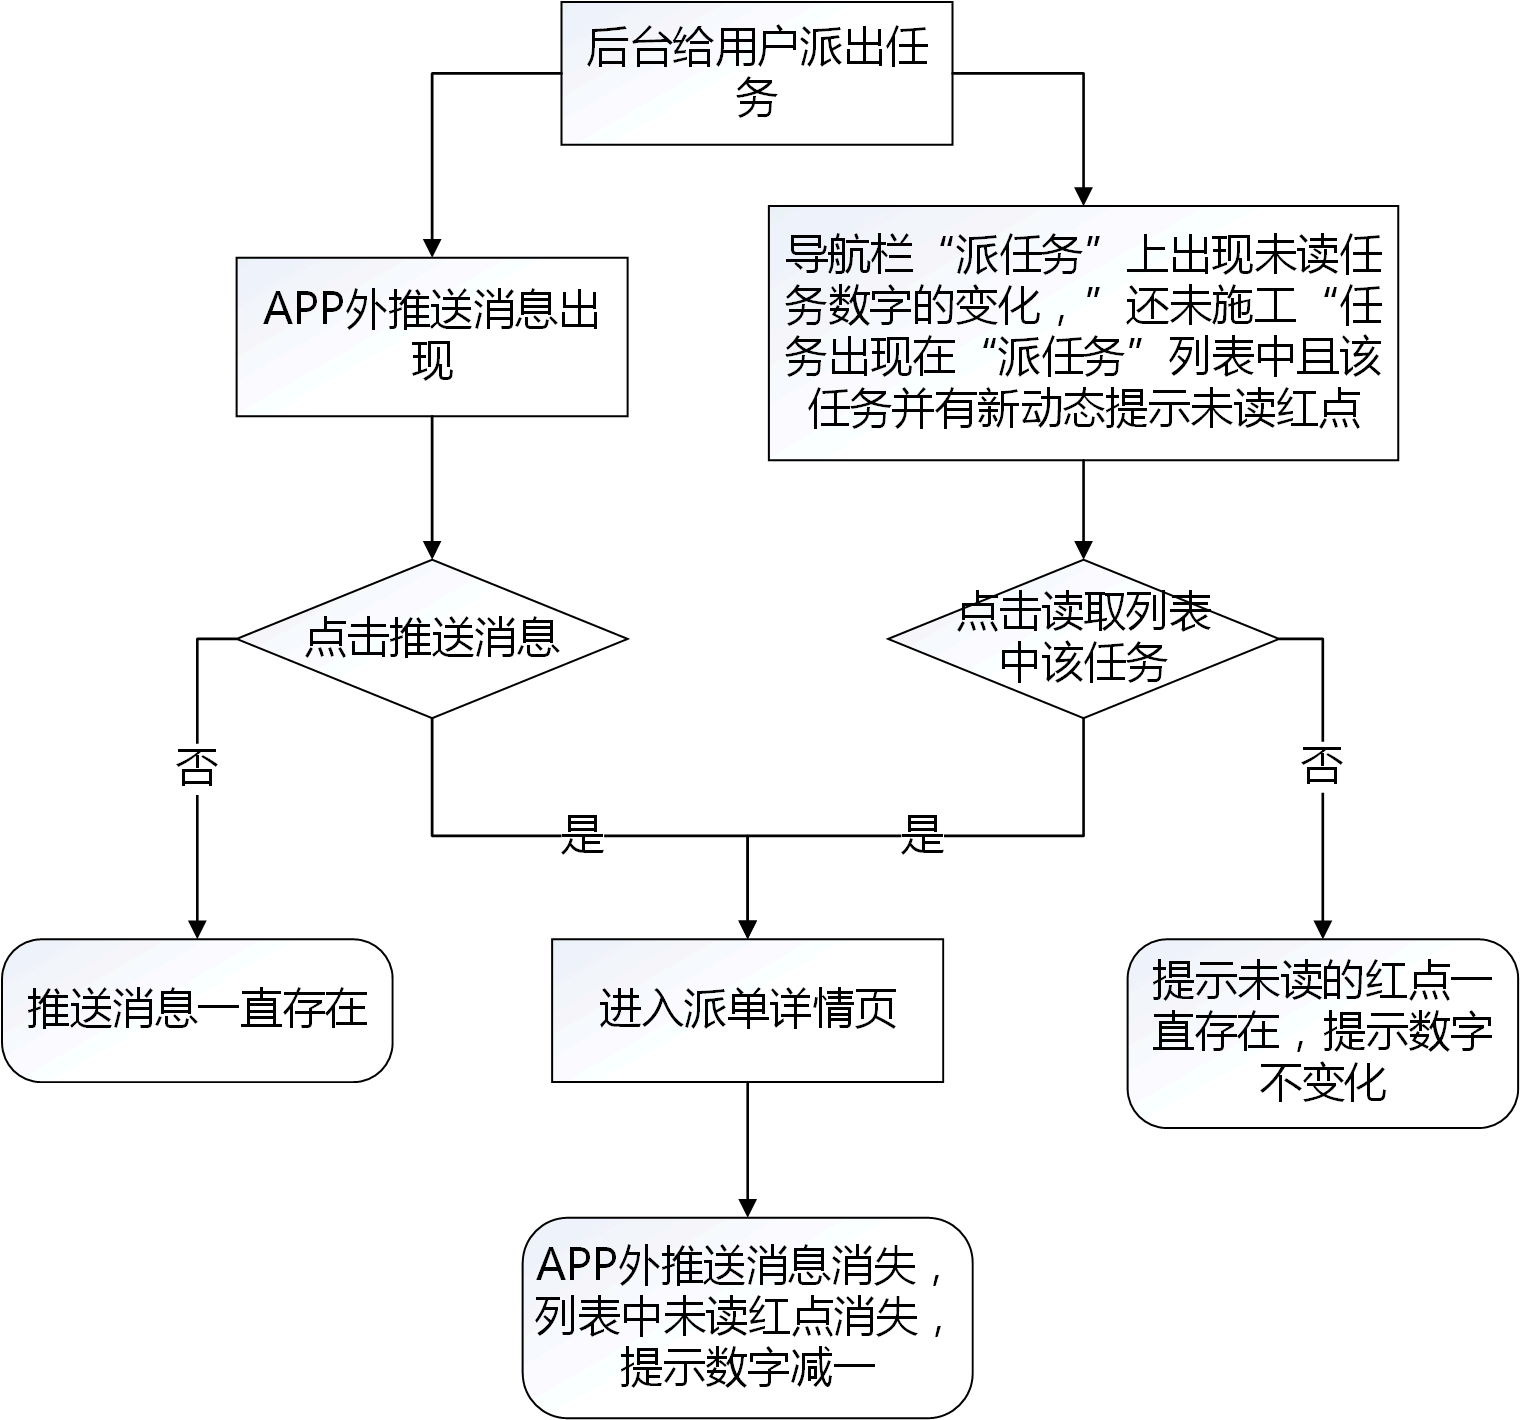 后台给用户派出任
务
APP外推送消息出
现
导航栏“派任务”上出现未读任
务数字的变化，”还未施工“任
务出现在“派任务”列表中且该
任务并有新动态提示未读红点
点击推送消息
点击读取列表
中该任务
否
否
是
是
推送消息一直存在
进入派单详情页
提示未读的红点一
直存在，提示数字
不变化
APP外推送消息消失，
列表中未读红点消失，
提示数字减一